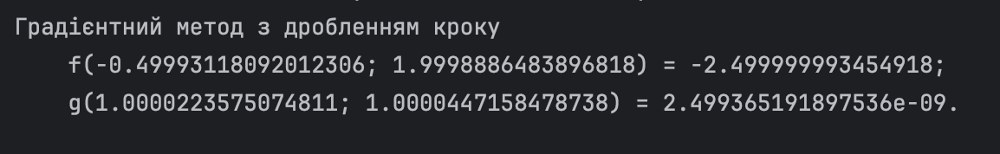 Градієнтний метод з дробленням кроку
f(-0.49993118092012306; 1.9998886483896818) = -2.499999993454918;
g(1.0000223575074811; 1.0000447158478738) = 2.499365191897536e-09.